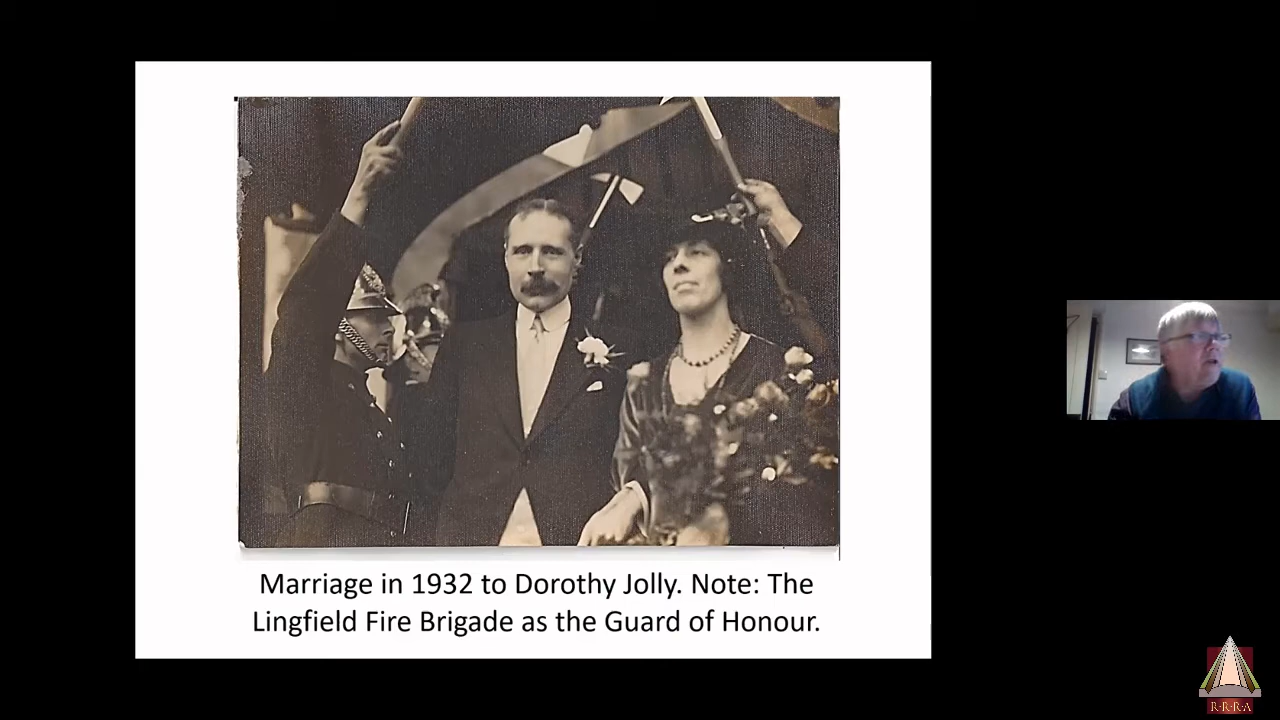 Marriage in 1932 to Dorothy Jolly. Note: The
Lingfield Fire Brigade as the Guard of Honour.
R·R·R·A